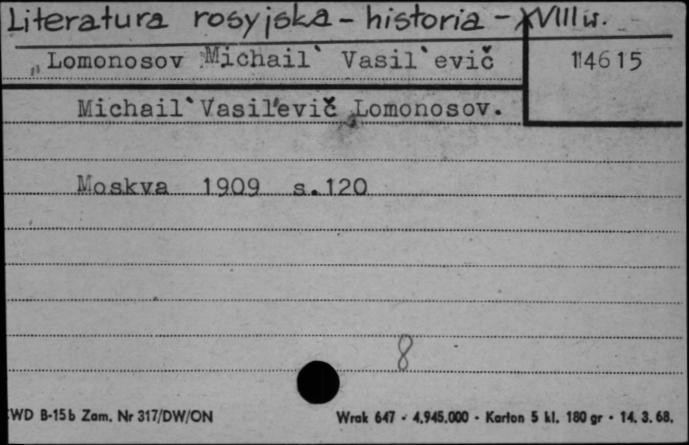 Literatura rosyjska - historia - XVIII w.
„Lomonosov Michail` Vasil`evič
114615
Michail`Vasil'evič Lomonosov.
Moskva 1909 s.120
8
WD B-15b Zam. Nr 317/DW/ON
Wrak 647 - 4.945.000 - Karton 5 kl. 180 gr - 14. 3. 68.